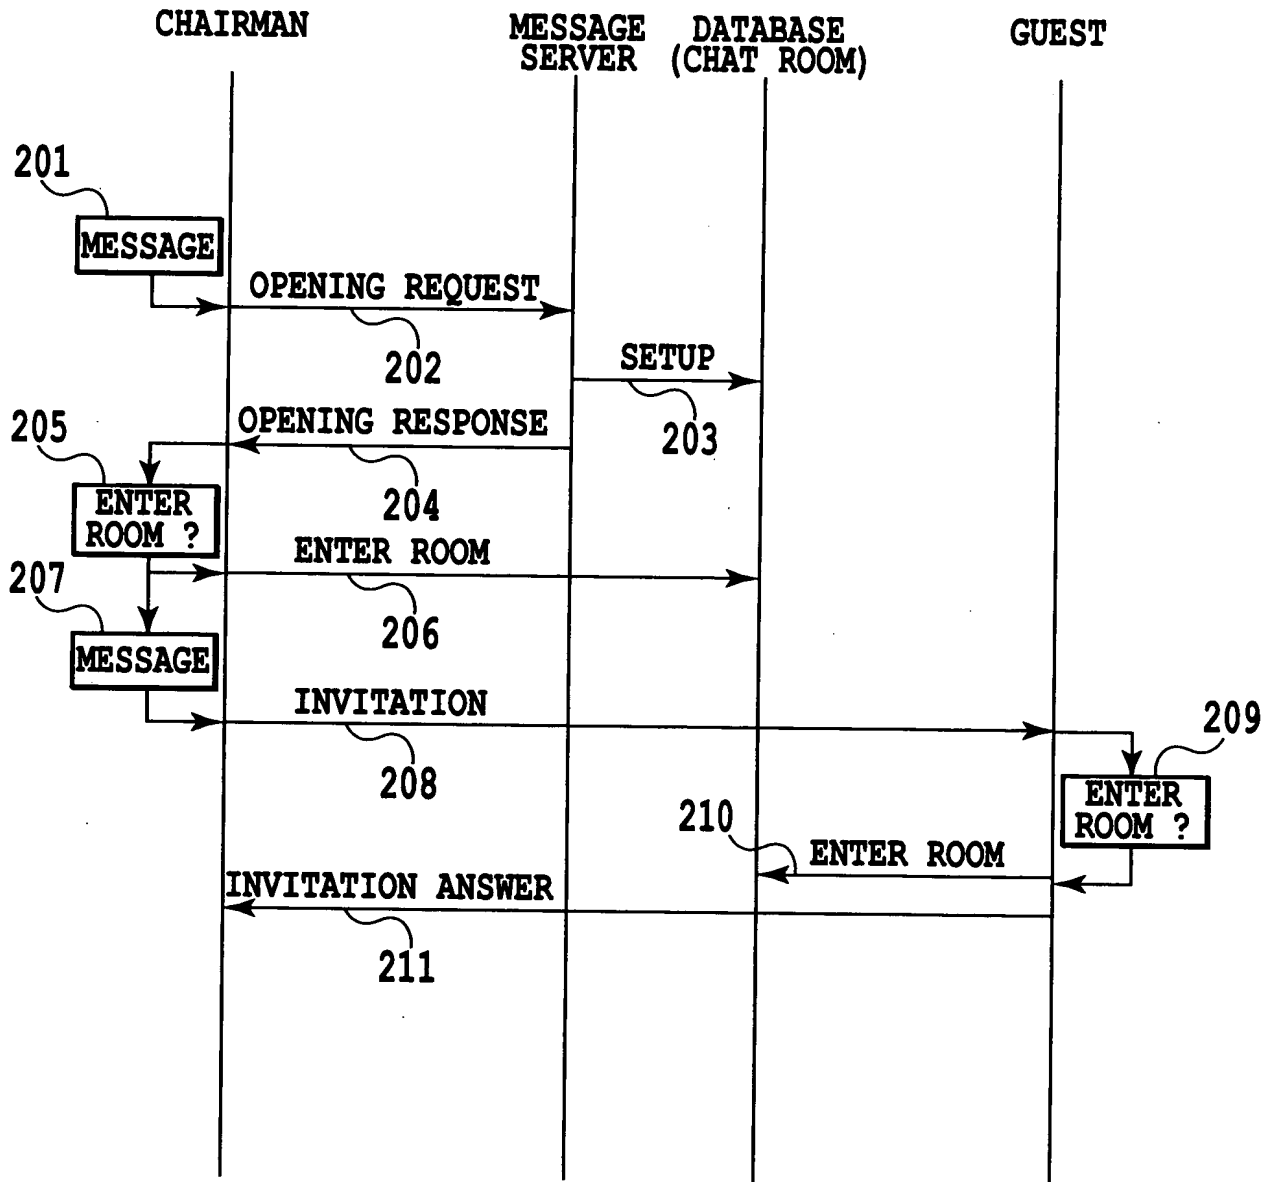 CHAIRMAN
MESSAGE
SERVER
DATABASE
(CHAT ROOM)
GUEST
201
MESSAGE
OPENING REQUEST
202
SETUP
203
OPENING RESPONSE
204
205
ENTER
ROOM ?
ENTER ROOM
206
207
MESSAGE
INVITATION
208
209
ENTER
ROOM ?
210
ENTER ROOM
INVITATION ANSWER
211